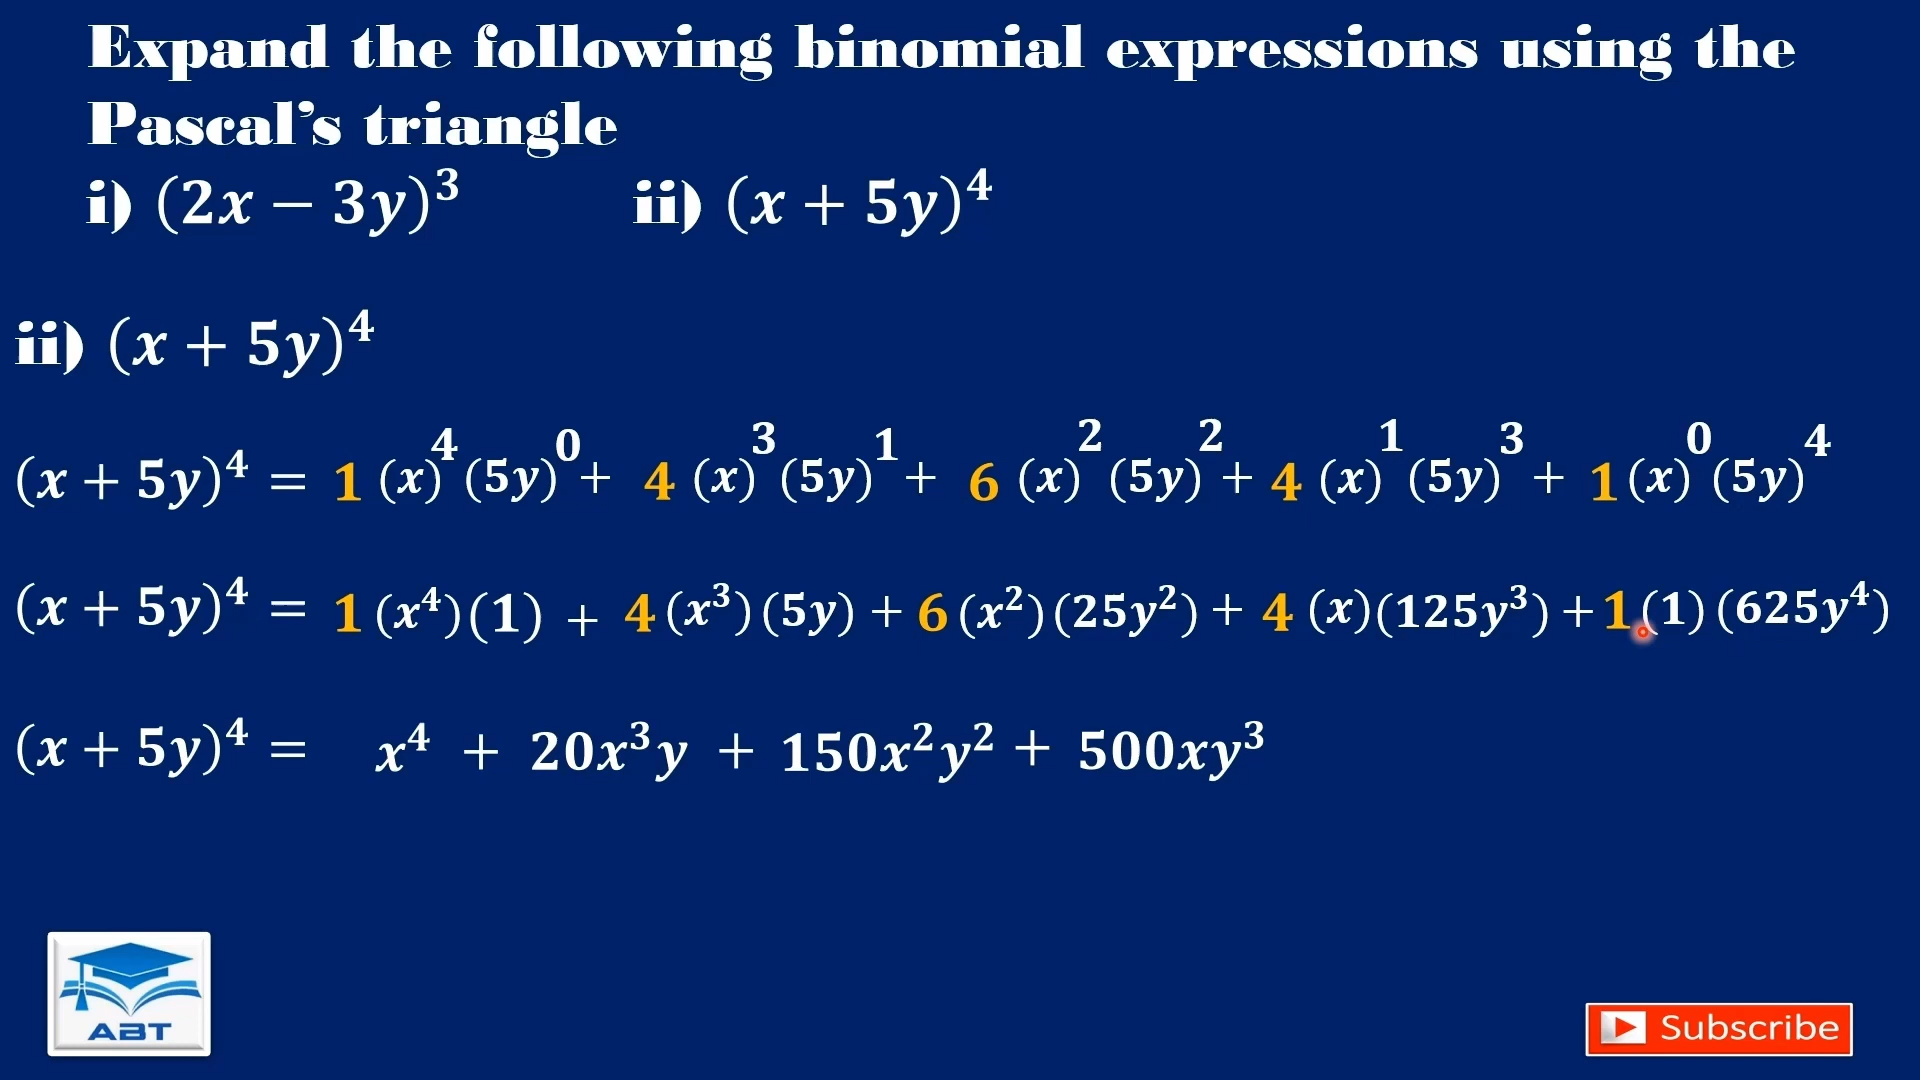 Expand the following binomial expressions using the
Pascal's triangle
i) (2x − 3y)³ ii) (x + 5y)⁴
ii) (x + 5y)⁴
(x + 5y)⁴ = 1 (x)⁴(5y)⁰ + 4 (x)³(5y)¹ + 6 (x)²(5y)² + 4 (x)¹(5y)³ + 1(x)⁰(5y)⁴
(x + 5y)⁴ = 1(x⁴)(1) + 4(x³)(5y) + 6(x²)(25y²) + 4 (x)(125y³) + 1(1)(625y⁴)
(x + 5y)⁴ = x⁴ + 20x³y + 150x²y² + 500xy³
ABT
Subscribe